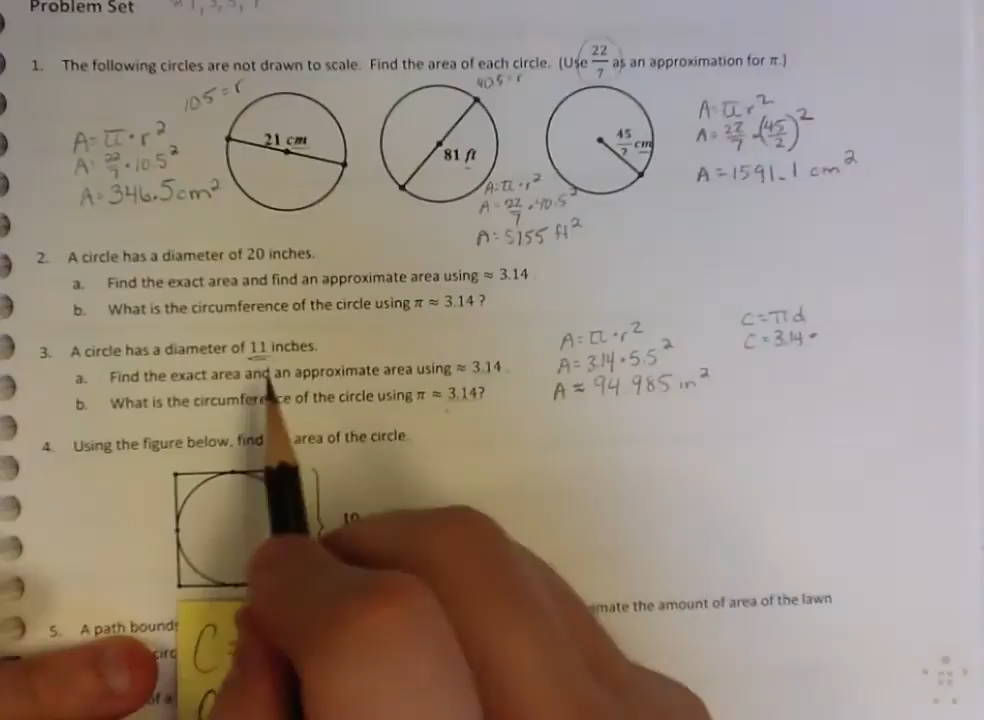 Problem Set
1. The following circles are not drawn to scale. Find the area of each circle. (Use 22/7 as an approximation for π.)
10.5 = r
40.5 = r
A = π · r²
A = 22/7 · 10.5²
A = 346.5 cm²
21 cm
81 ft
45/2 cm
A = π r²
A = 22/7 · (45/2)²
A = 1591.1 cm²
A = π · r²
A = 22/7 · 40.5²
A = 5155 ft²
2. A circle has a diameter of 20 inches.
a. Find the exact area and find an approximate area using ≈ 3.14
b. What is the circumference of the circle using π ≈ 3.14 ?
3. A circle has a diameter of 11 inches.
a. Find the exact area and an approximate area using ≈ 3.14
b. What is the circumference of the circle using π ≈ 3.14?
A = π · r²
A = 3.14 · 5.5²
A ≈ 94.985 in²
C = π d
C = 3.14 ·
4. Using the figure below, find area of the circle.
10
5. A path bounds
mate the amount of area of the lawn
circ
of a
C =